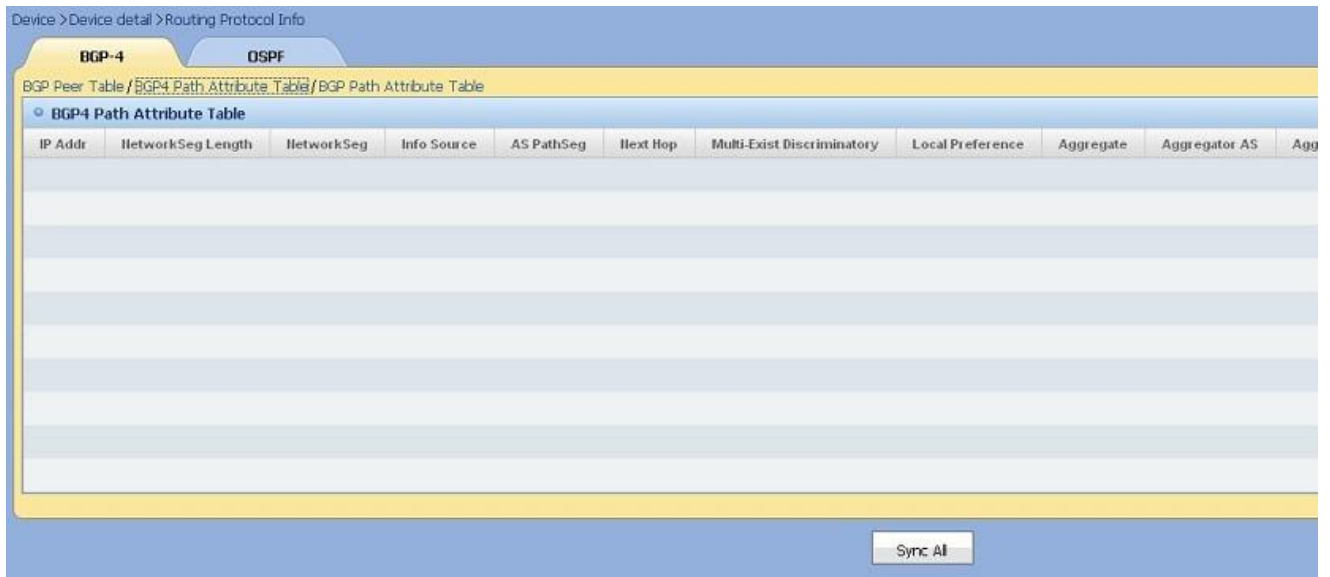 Device >Device detail >Routing Protocol Info
BGP-4 OSPF
BGP Peer Table / BGP4 Path Attribute Table / BGP Path Attribute Table
BGP4 Path Attribute Table
IP Addr NetworkSeg Length NetworkSeg Info Source AS PathSeg Next Hop Multi-Exist Discriminatory Local Preference Aggregate Aggregator AS Agg
Sync All